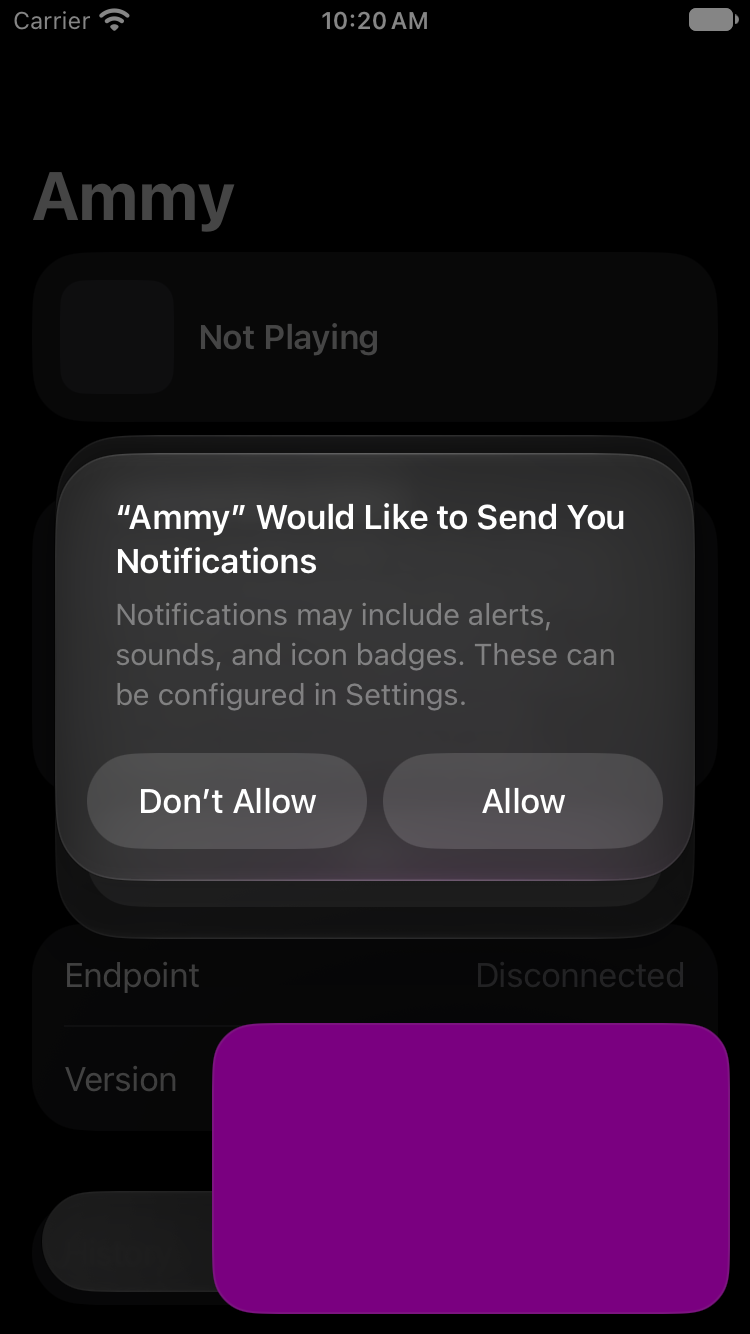 Carrier 10:20 AM
Ammy
Not Playing
“Ammy” Would Like to Send You
Notifications
Notifications may include alerts,
sounds, and icon badges. These can
be configured in Settings.
Don’t Allow Allow
Endpoint Disconnected
Version